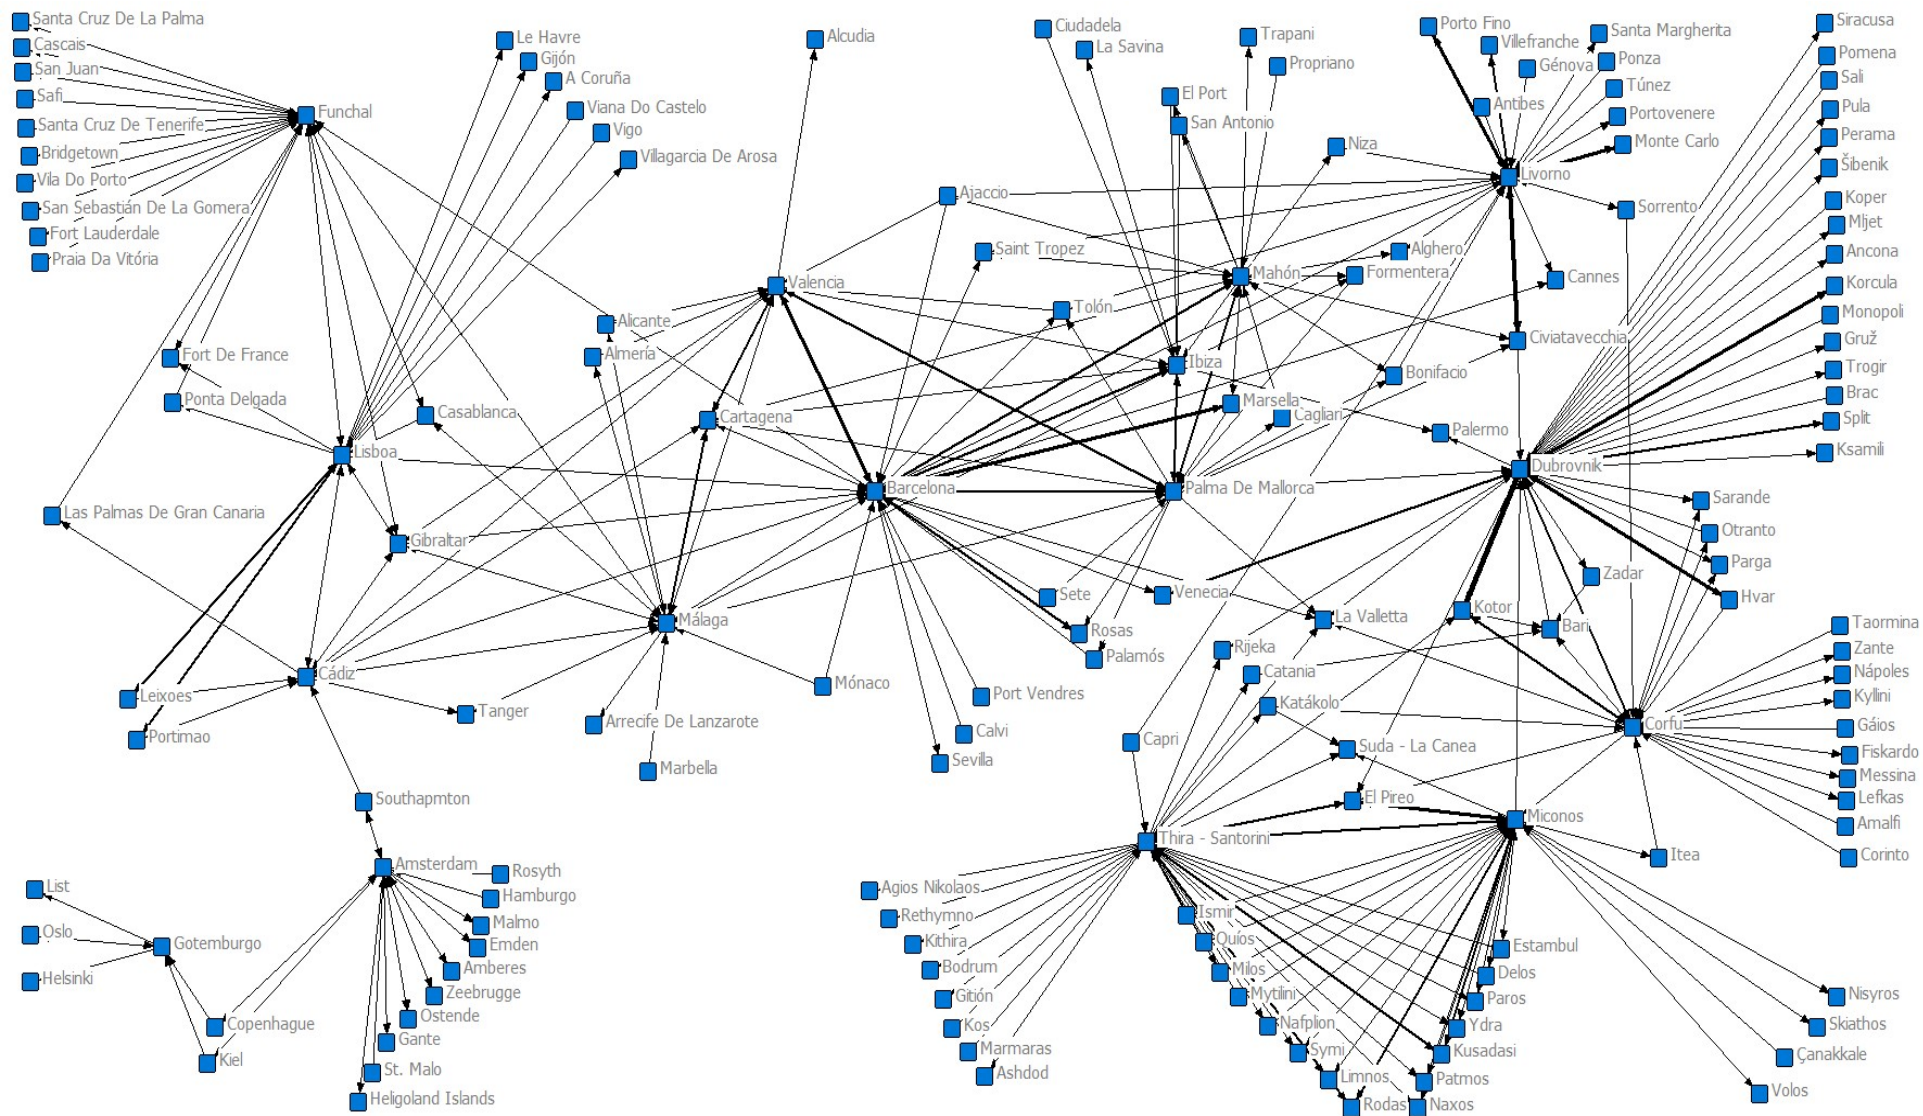 Santa Cruz De La Palma
Cascais
San Juan
Safi
Santa Cruz De Tenerife
Bridgetown
Vila Do Porto
San Sebastián De La Gomera
Fort Lauderdale
Praia Da Vitória
Funchal
Le Havre
Gijón
A Coruña
Viana Do Castelo
Vigo
Villagarcia De Arosa
Alcudia
Ciudadela
La Savina
Trapani
Propriano
El Port
San Antonio
Niza
Porto Fino
Villefranche
Génova
Antibes
Santa Margherita
Ponza
Túnez
Portovenere
Monte Carlo
Livorno
Sorrento
Siracusa
Pomena
Sali
Pula
Perama
Šibenik
Koper
Mljet
Ancona
Korcula
Monopoli
Gruž
Trogir
Brac
Split
Ksamili
Ajaccio
Saint Tropez
Valencia
Mahón
Alghero
Formentera
Cannes
Tolón
Alicante
Almería
Civiatavecchia
Ibiza
Bonifacio
Fort De France
Ponta Delgada
Casablanca
Cartagena
Marsella
Cagliari
Palermo
Lisboa
Dubrovnik
Barcelona
Palma De Mallorca
Sarande
Otranto
Parga
Hvar
Zadar
Las Palmas De Gran Canaria
Gibraltar
Málaga
Sete
Venecia
Rosas
Palamós
La Valletta
Kotor
Bari
Rijeka
Catania
Katákolo
Cádiz
Leixoes
Portimao
Tanger
Arrecife De Lanzarote
Marbella
Mónaco
Port Vendres
Calvi
Sevilla
Capri
Suda - La Canea
El Pireo
Corfu
Taormina
Zante
Nápoles
Kyllini
Gáios
Fiskardo
Messina
Lefkas
Amalfi
Corinto
Itea
Miconos
Thira - Santorini
Southapmton
Amsterdam
Rosyth
Hamburgo
Malmo
Emden
Amberes
Zeebrugge
Ostende
Gante
St. Malo
Heligoland Islands
List
Oslo
Helsinki
Gotemburgo
Copenhague
Kiel
Agios Nikolaos
Rethymno
Kithira
Bodrum
Gitión
Kos
Marmaras
Ashdod
Ismir
Quíos
Milos
Mytilini
Nafplion
Symi
Limnos
Rodas
Estambul
Delos
Paros
Ydra
Kusadasi
Patmos
Naxos
Nisyros
Skiathos
Çanakkale
Volos